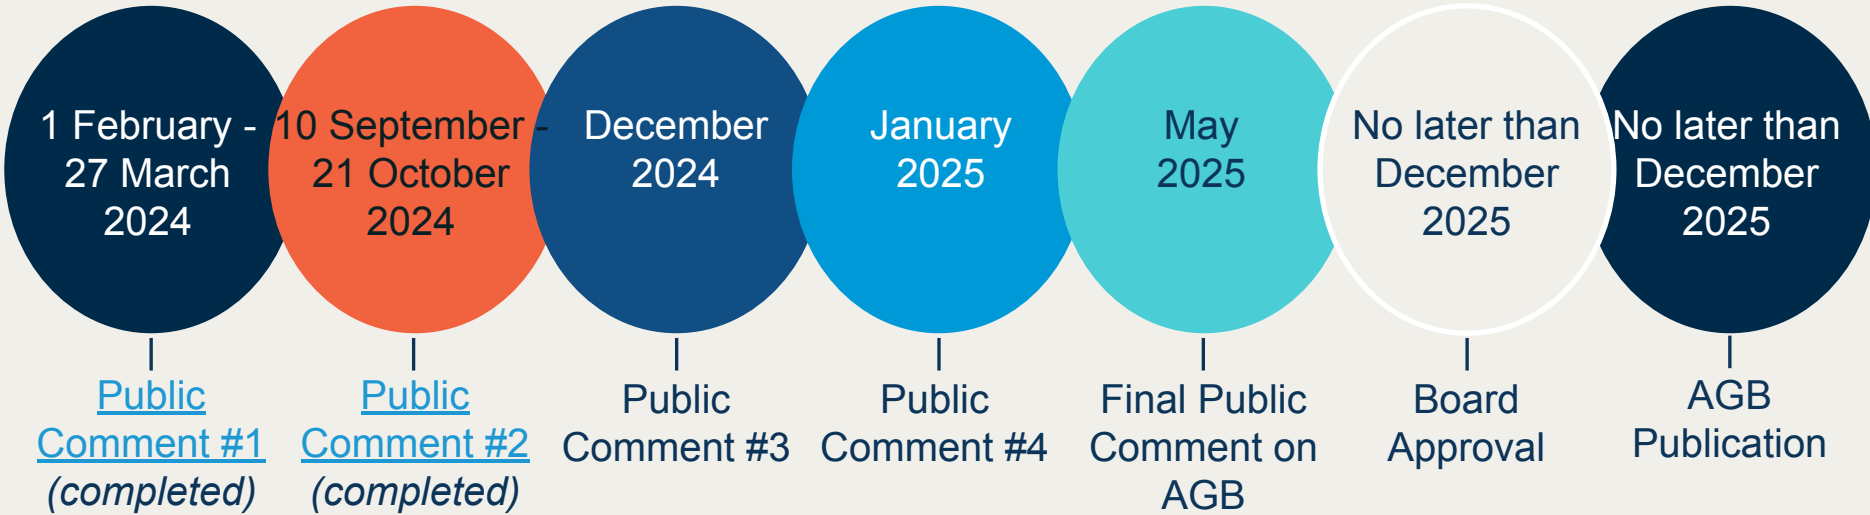 1 February -
27 March
2024
10 September -
21 October
2024
December
2024
January
2025
May
2025
No later than
December
2025
No later than
December
2025
Public
Comment #1
(completed)
Public
Comment #2
(completed)
Public
Comment #3
Public
Comment #4
Final Public
Comment on
AGB
Board
Approval
AGB
Publication